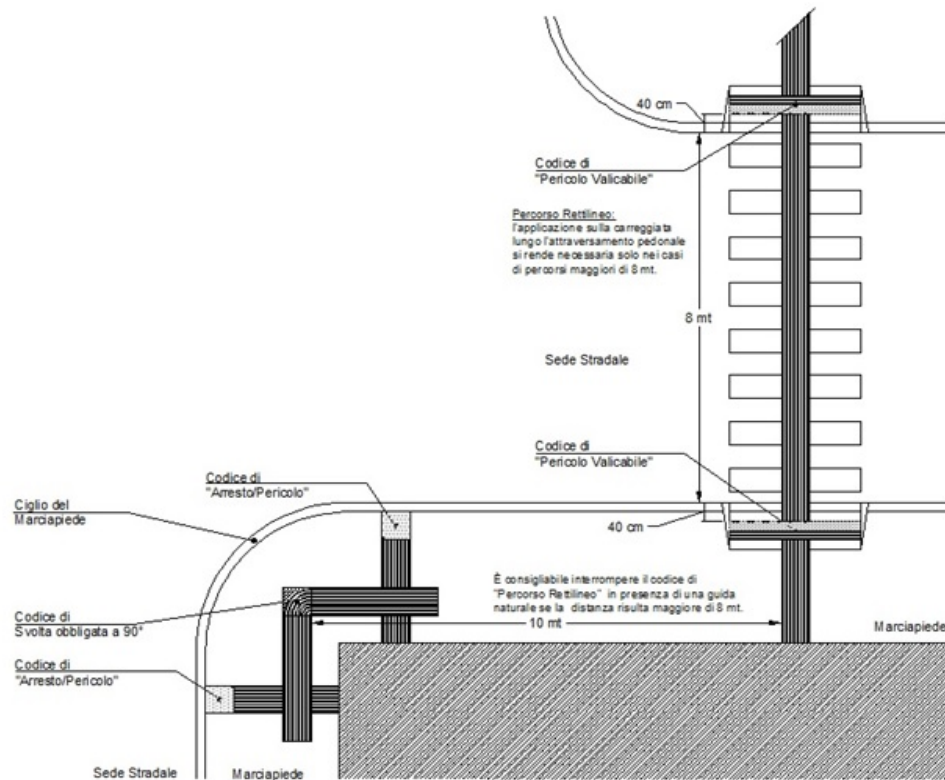 40 cm
Codice di
"Pericolo Valicabile"
Percorso Rettilineo:
l'applicazione sulla carreggiata
lungo l'attraversamento pedonale
si rende necessaria solo nei casi
di percorsi maggiori di 8 mt.
8 mt
Sede Stradale
Codice di
"Pericolo Valicabile"
Codice di
"Arresto/Pericolo"
Ciglio del
Marciapiede
40 cm
È consigliabile interrompere il codice di
"Percorso Rettilineo" in presenza di una guida
naturale se la distanza risulta maggiore di 8 mt.
10 mt
Marciapiede
Codice di
Svolta obbligata a 90°
Codice di
"Arresto/Pericolo"
Sede Stradale
Marciapiede